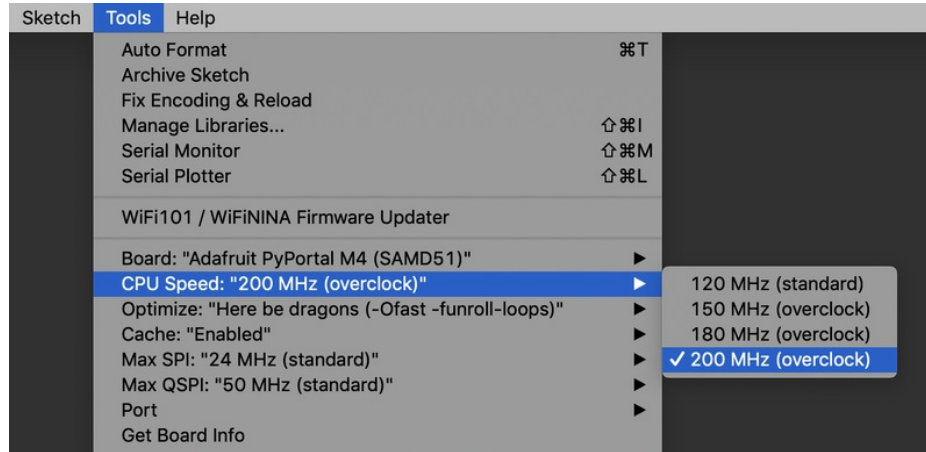 Sketch Tools Help
Auto Format ⌘T
Archive Sketch
Fix Encoding & Reload
Manage Libraries... ⇧⌘I
Serial Monitor ⇧⌘M
Serial Plotter ⇧⌘L
WiFi101 / WiFiNINA Firmware Updater
Board: "Adafruit PyPortal M4 (SAMD51)" ▶
CPU Speed: "200 MHz (overclock)" ▶
Optimize: "Here be dragons (-Ofast -funroll-loops)" ▶
Cache: "Enabled" ▶
Max SPI: "24 MHz (standard)" ▶
Max QSPI: "50 MHz (standard)" ▶
Port ▶
Get Board Info
120 MHz (standard)
150 MHz (overclock)
180 MHz (overclock)
✓ 200 MHz (overclock)